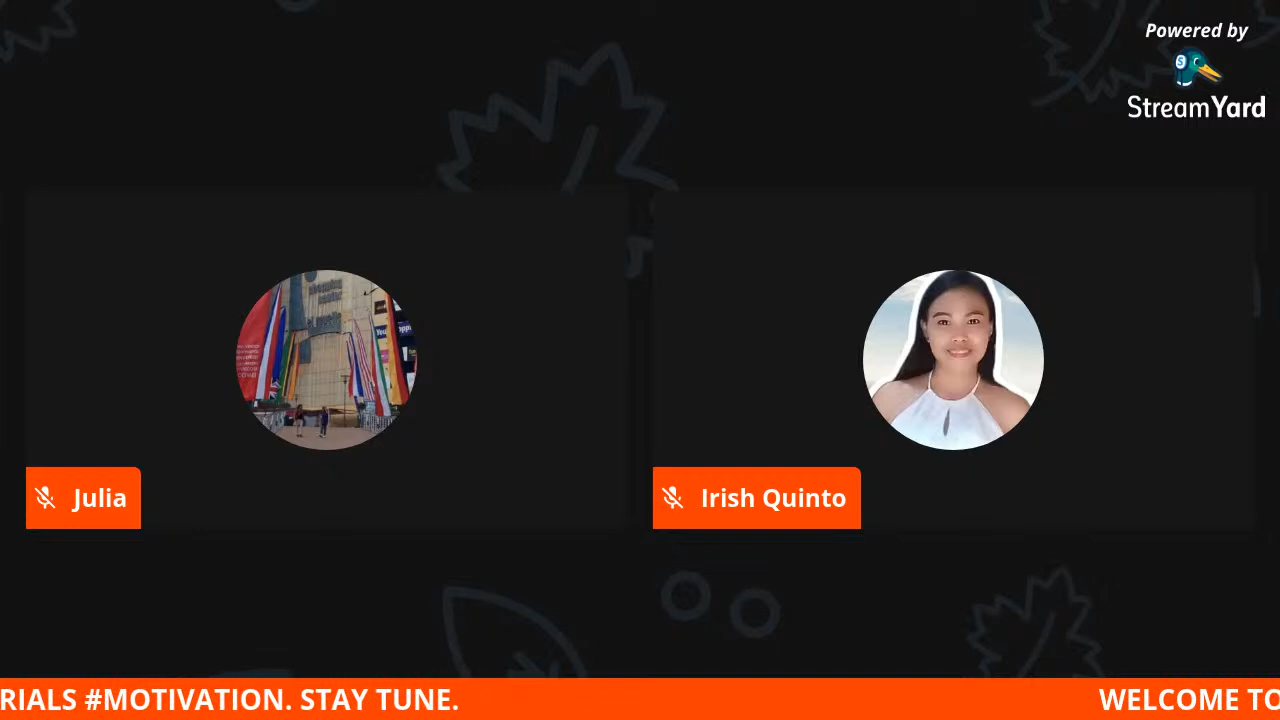 Powered by
StreamYard
Julia
Irish Quinto
RIALS #MOTIVATION. STAY TUNE.
WELCOME TO